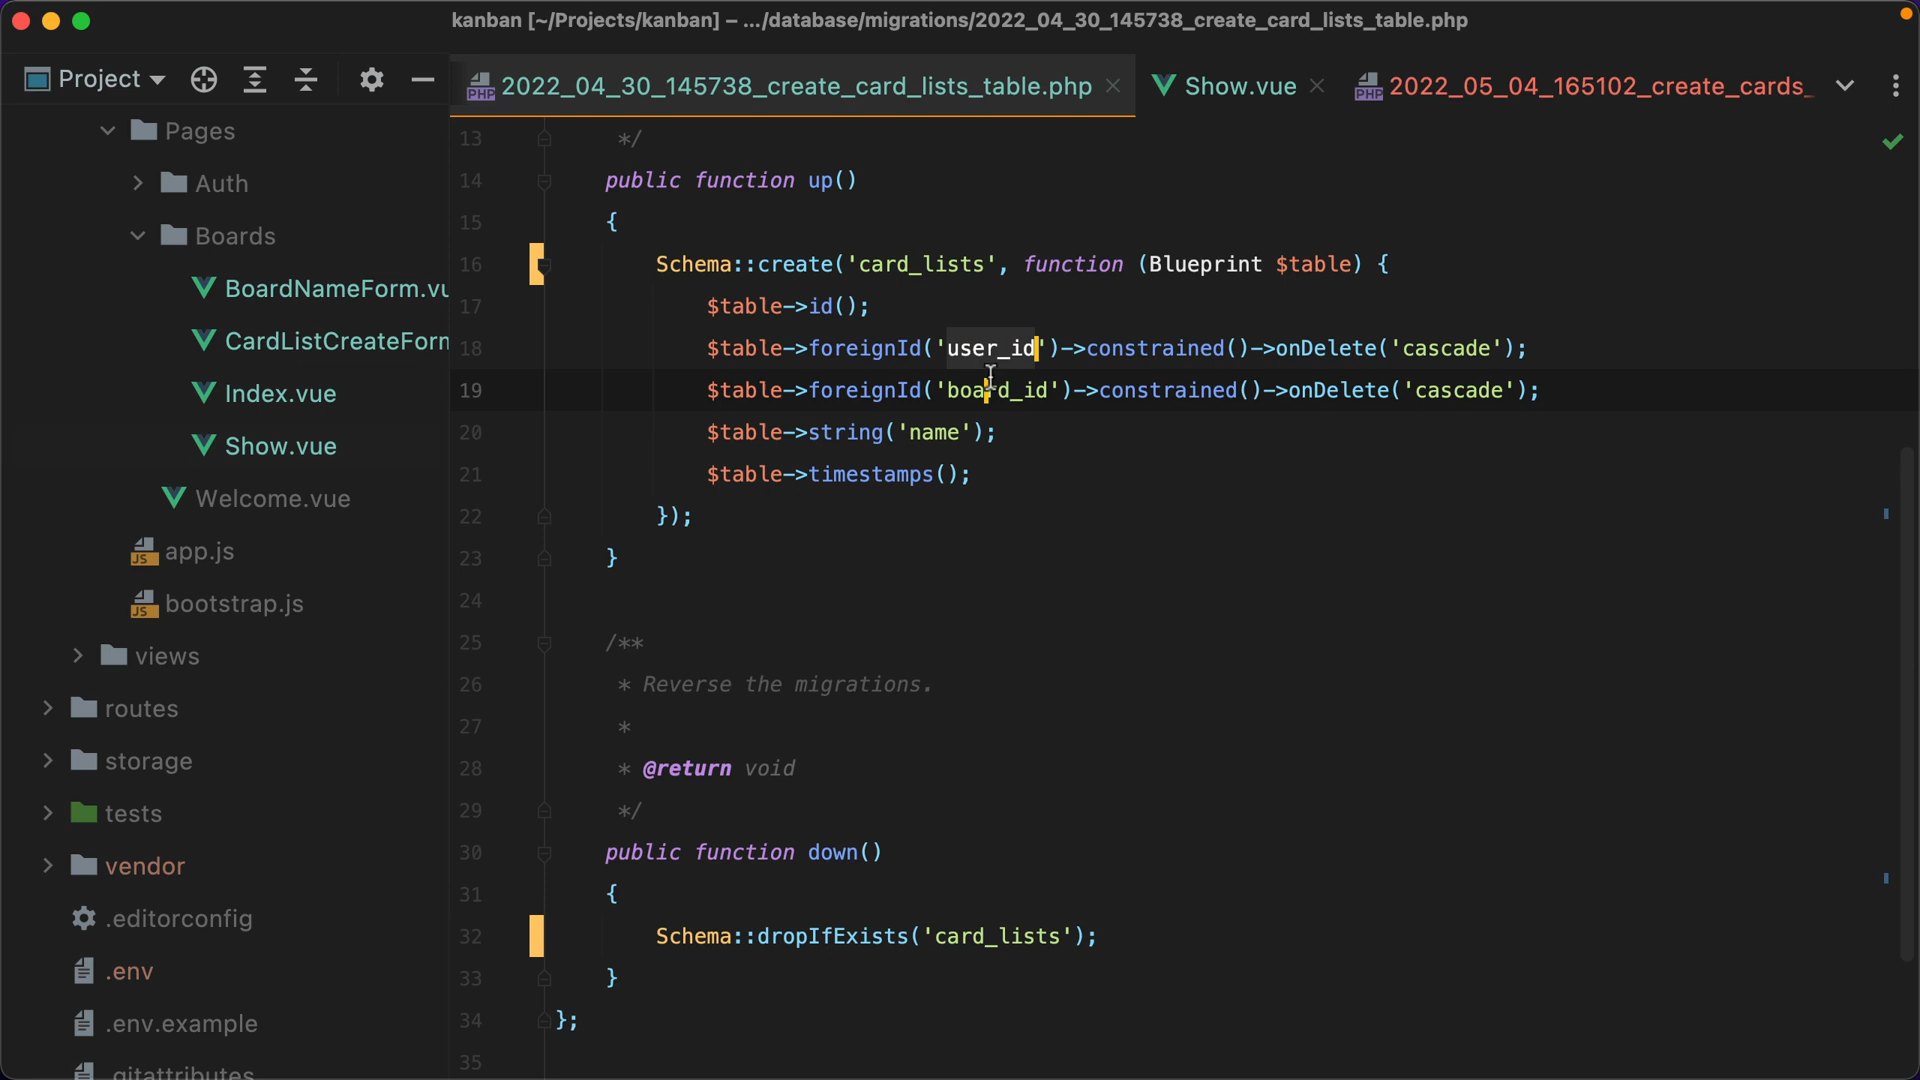 kanban [~/Projects/kanban] – .../database/migrations/2022_04_30_145738_create_card_lists_table.php
Project
2022_04_30_145738_create_card_lists_table.php
Show.vue
2022_05_04_165102_create_cards_
Pages
Auth
Boards
BoardNameForm.vu
CardListCreateForm
Index.vue
Show.vue
Welcome.vue
JS app.js
JS bootstrap.js
views
routes
storage
tests
vendor
.editorconfig
.env
.env.example
.gitattributes
13 */
14 public function up()
15 {
16 Schema::create('card_lists', function (Blueprint $table) {
17 $table->id();
18 $table->foreignId('user_id')->constrained()->onDelete('cascade');
19 $table->foreignId('board_id')->constrained()->onDelete('cascade');
20 $table->string('name');
21 $table->timestamps();
22 });
23 }
24
25 /**
26 * Reverse the migrations.
27 *
28 * @return void
29 */
30 public function down()
31 {
32 Schema::dropIfExists('card_lists');
33 }
34 };
35